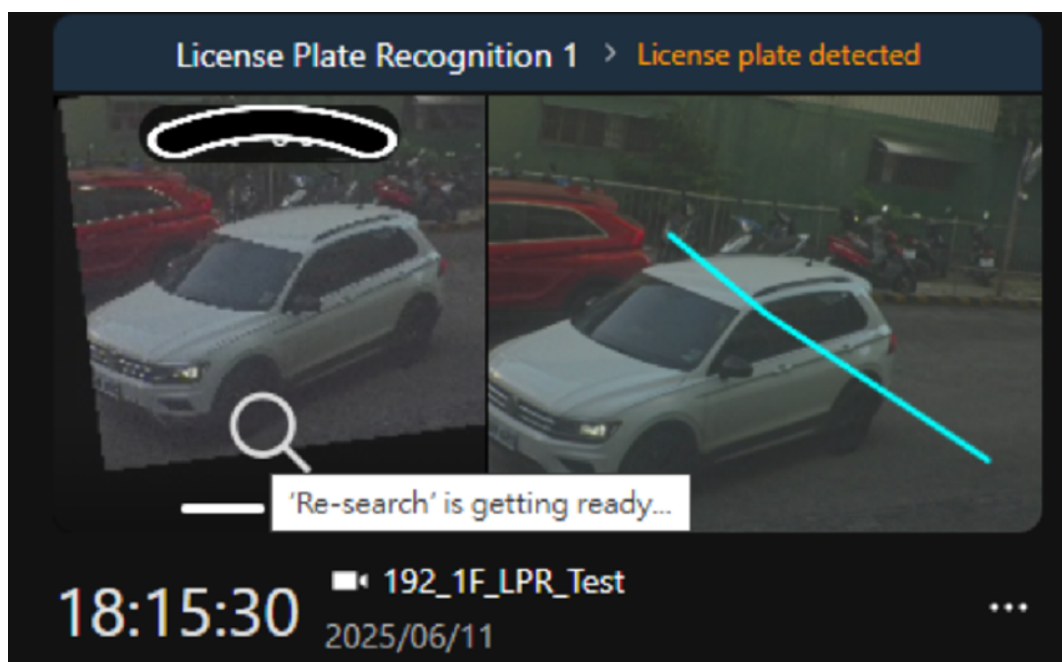 License Plate Recognition 1 > License plate detected
'Re-search' is getting ready...
18:15:30
192_1F_LPR_Test
2025/06/11